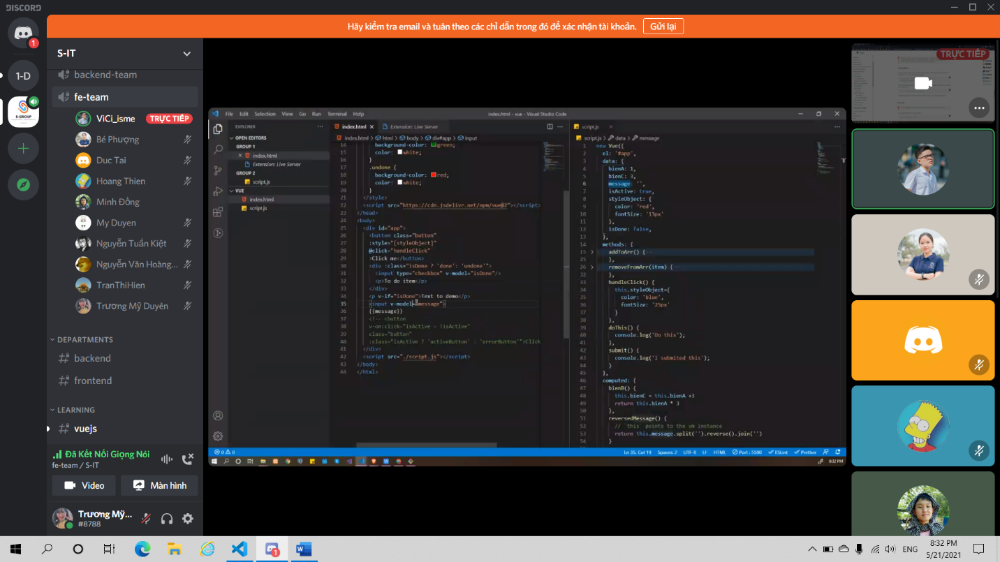 DISCORD
Hãy kiểm tra email và tuân theo các chỉ dẫn trong đó để xác nhận tài khoản. Gửi lại
1
1-D
S-GROUP
S-IT
backend-team
fe-team
ViCi_isme TRỰC TIẾP
Bé Phượng
Duc Tai
Hoang Thien
Minh Đồng
My Duyen
Nguyễn Tuấn Kiệt
Nguyễn Văn Hoàng...
TranThiHien
Trương Mỹ Duyên
DEPARTMENTS
backend
frontend
LEARNING
vuejs
Đã Kết Nối Giọng Nói
fe-team / S-IT
Video Màn hình
Trương Mỹ...
#8788
File Edit Selection View Go Run Terminal Help index.html - vue - Visual Studio Code
EXPLORER
OPEN EDITORS
GROUP 1
index.html
Extension: Live Server
GROUP 2
script.js
VUE
index.html
script.js
index.html Extension: Live Server
index.html > html > body > div#app > input
14 background-color: green;
15 color: white;
16 }
17 .undone {
18 background-color: red;
19 color: white;
20 }
21 </style>
22 <script src="https://cdn.jsdelivr.net/npm/vue@2"></script>
23 </head>
24 <body>
25 <div id="app">
26 <button class="button"
27 :style="[styleObject]"
28 @click="handleClick"
29 >Click me</button>
30 <div :class="isDone ? 'done': 'undone'">
31 <input type="checkbox" v-model="isDone"/>
32 <p>To do item</p>
33 </div>
34 <p v-if="isDone">Text to demo</p>
35 <input v-model="message">
36 {{message}}
37 <!-- <button
38 v-on:click="isActive = !isActive"
39 class="button"
40 :class="isActive ? 'activeButton' : 'errorButton'">Click
41 </div>
42 <script src="./script.js"></script>
43 </body>
44 </html>
script.js
script.js > data > message
1 new Vue({
2 el: '#app',
3 data: {
4 bienA: 1,
5 bienC: 3,
6 message: '',
7 isActive: true,
8 styleObject: {
9 color: 'red',
10 fontSize: '13px'
11 },
12 isDone: false,
13 },
14 methods: {
15 addToArr() {
25 },
26 removeFromArr(item) {
32 },
33 handleClick() {
34 this.styleObject={
35 color: 'blue',
36 fontSize: '25px'
37 }
38 },
39 doThis() {
40 console.log('Do this');
41 },
42 submit() {
43 console.log('I submited this');
44 }
45 },
46 computed: {
47 bienB() {
48 this.bienC = this.bienA +3
49 return this.bienA * 3
50 },
51 reversedMessage() {
52 // `this` points to the vm instance
53 return this.message.split('').reverse().join('')
54 }
0 0 Ln 35, Col 19 Spaces: 2 UTF-8 LF HTML Port : 5500 ESLint Prettier
8:32 PM
TRỰC TIẾP
1
ENG
8:32 PM
5/21/2021